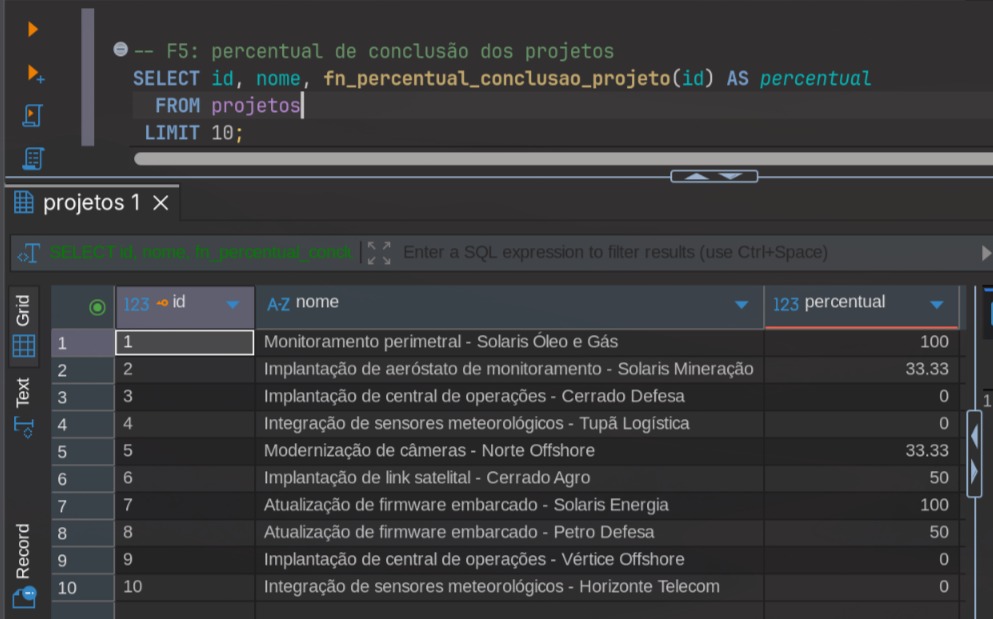 -- F5: percentual de conclusão dos projetos
SELECT id, nome, fn_percentual_conclusao_projeto(id) AS percentual
FROM projetos
LIMIT 10;
projetos 1
SELECT id, nome, fn_percentual_concl
Enter a SQL expression to filter results (use Ctrl+Space)
Grid
Text
Record
123 id A-Z nome 123 percentual
1 1 Monitoramento perimetral - Solaris Óleo e Gás 100
2 2 Implantação de aeróstato de monitoramento - Solaris Mineração 33.33
3 3 Implantação de central de operações - Cerrado Defesa 0
4 4 Integração de sensores meteorológicos - Tupã Logística 0
5 5 Modernização de câmeras - Norte Offshore 33.33
6 6 Implantação de link satelital - Cerrado Agro 50
7 7 Atualização de firmware embarcado - Solaris Energia 100
8 8 Atualização de firmware embarcado - Petro Defesa 50
9 9 Implantação de central de operações - Vértice Offshore 0
10 10 Integração de sensores meteorológicos - Horizonte Telecom 0
1